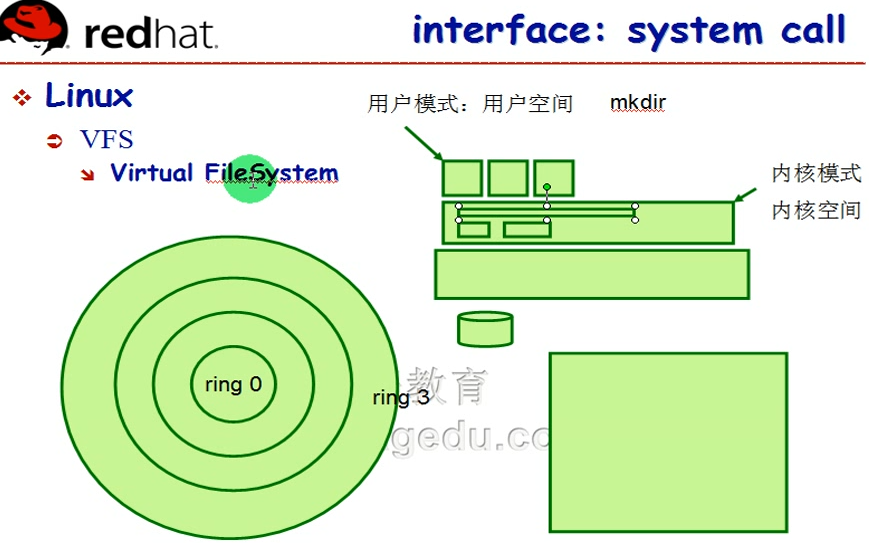 redhat.
interface: system call
Linux
用户模式：用户空间 mkdir
VFS
Virtual FileSystem
内核模式
内核空间
ring 0
ring 3
教育
gedu.co